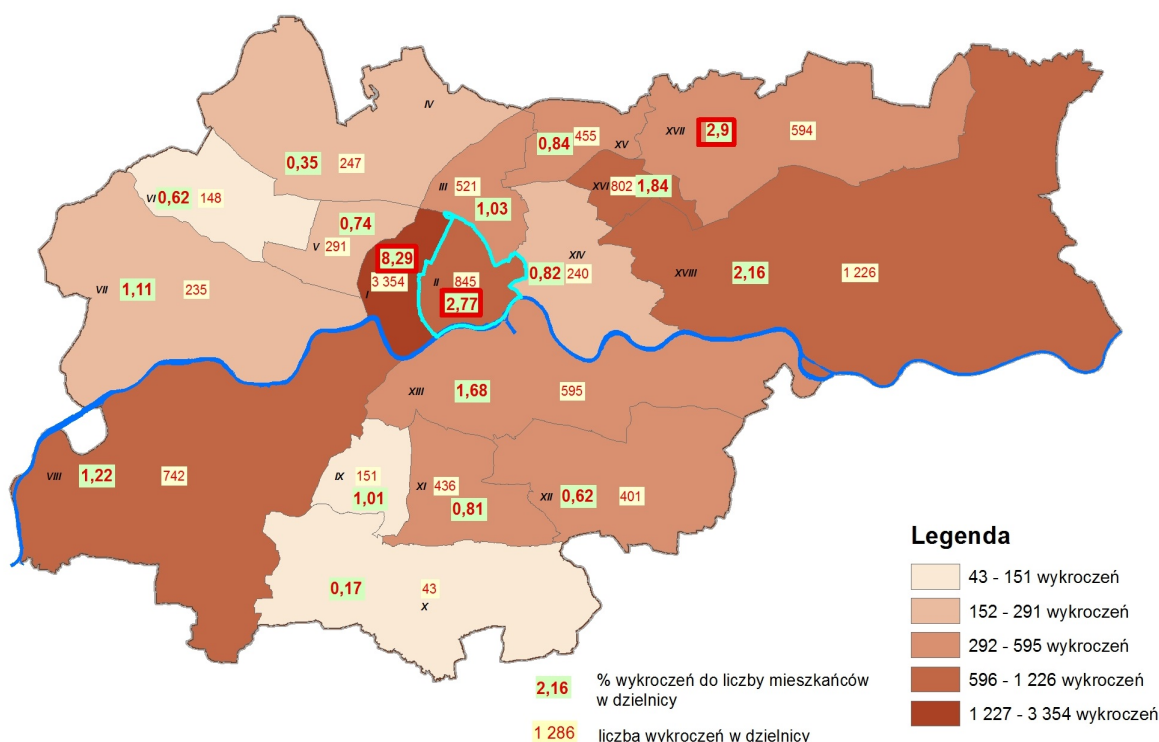 IV
0,35 247
VI 0,62 148
0,84 455
XV
XVII 2,9 594
III 521
1,03
XVI 802 1,84
0,74
V 291
8,29
3 354
I
II 845
2,77
XIV
0,82 240
XVIII 2,16 1 226
VII 1,11 235
XIII 1,68 595
VIII 1,22 742
IX 151
1,01
XI 436
0,81
XII 0,62 401
0,17 43
X
Legenda
43 - 151 wykroczeń
152 - 291 wykroczeń
292 - 595 wykroczeń
596 - 1 226 wykroczeń
1 227 - 3 354 wykroczeń
2,16 % wykroczeń do liczby mieszkańców
w dzielnicy
1 286 liczba wykroczeń w dzielnicy